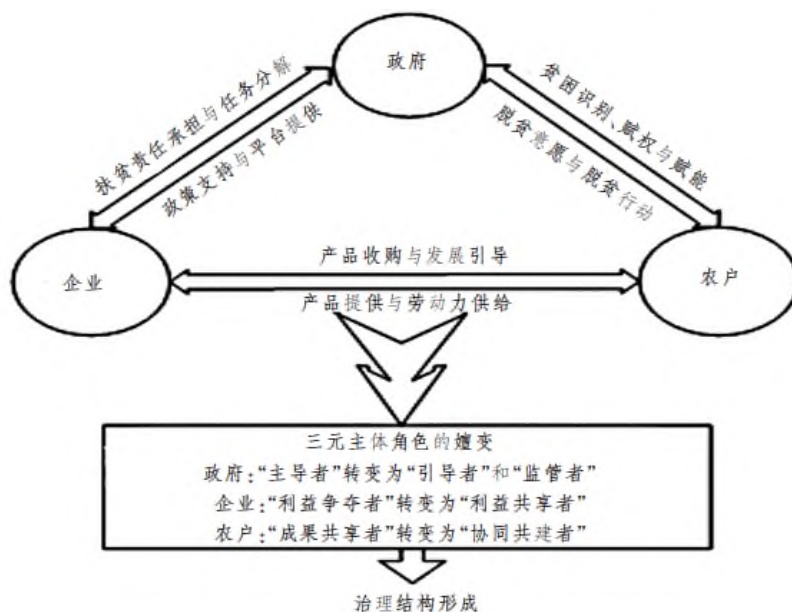 政府
扶贫责任承担与任务分解
政策支持与平台提供
贫困识别、赋权与赋能
脱贫意愿与脱贫行动
企业
产品收购与发展引导
产品提供与劳动力供给
农户
三元主体角色的嬗变
政府:“主导者”转变为“引导者”和“监管者”
企业:“利益争夺者”转变为“利益共享者”
农户:“成果共享者”转变为“协同共建者”
治理结构形成